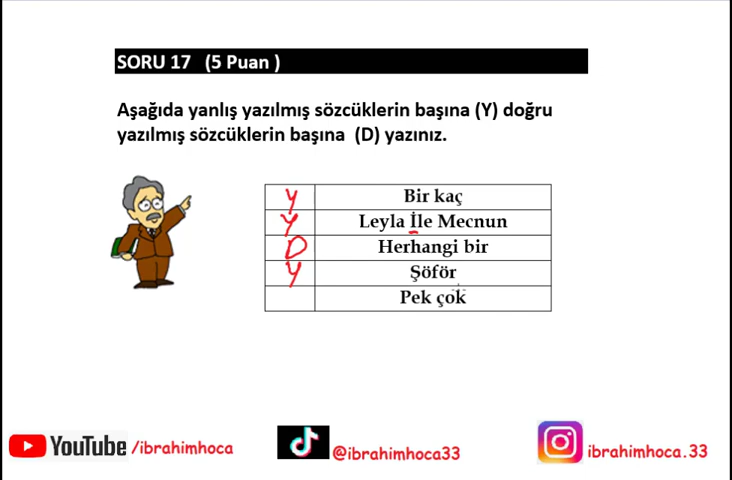 SORU 17 (5 Puan )
Aşağıda yanlış yazılmış sözcüklerin başına (Y) doğru
yazılmış sözcüklerin başına (D) yazınız.
Y Bir kaç
Y Leyla İle Mecnun
D Herhangi bir
Y Şöför
Pek çok
YouTube /ibrahimhoca
@ibrahimhoca33
ibrahimhoca.33